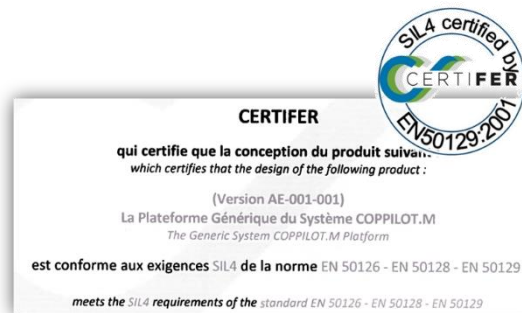 SIL4 certified by
CERTIFER
EN50129:2001
CERTIFER
qui certifie que la conception du produit suivant
which certifies that the design of the following product :
(Version AE-001-001)
La Plateforme Générique du Système COPPILOT.M
The Generic System COPPILOT.M Platform
est conforme aux exigences SIL4 de la norme EN 50126 - EN 50128 - EN 50129
meets the SIL4 requirements of the standard EN 50126 - EN 50128 - EN 50129